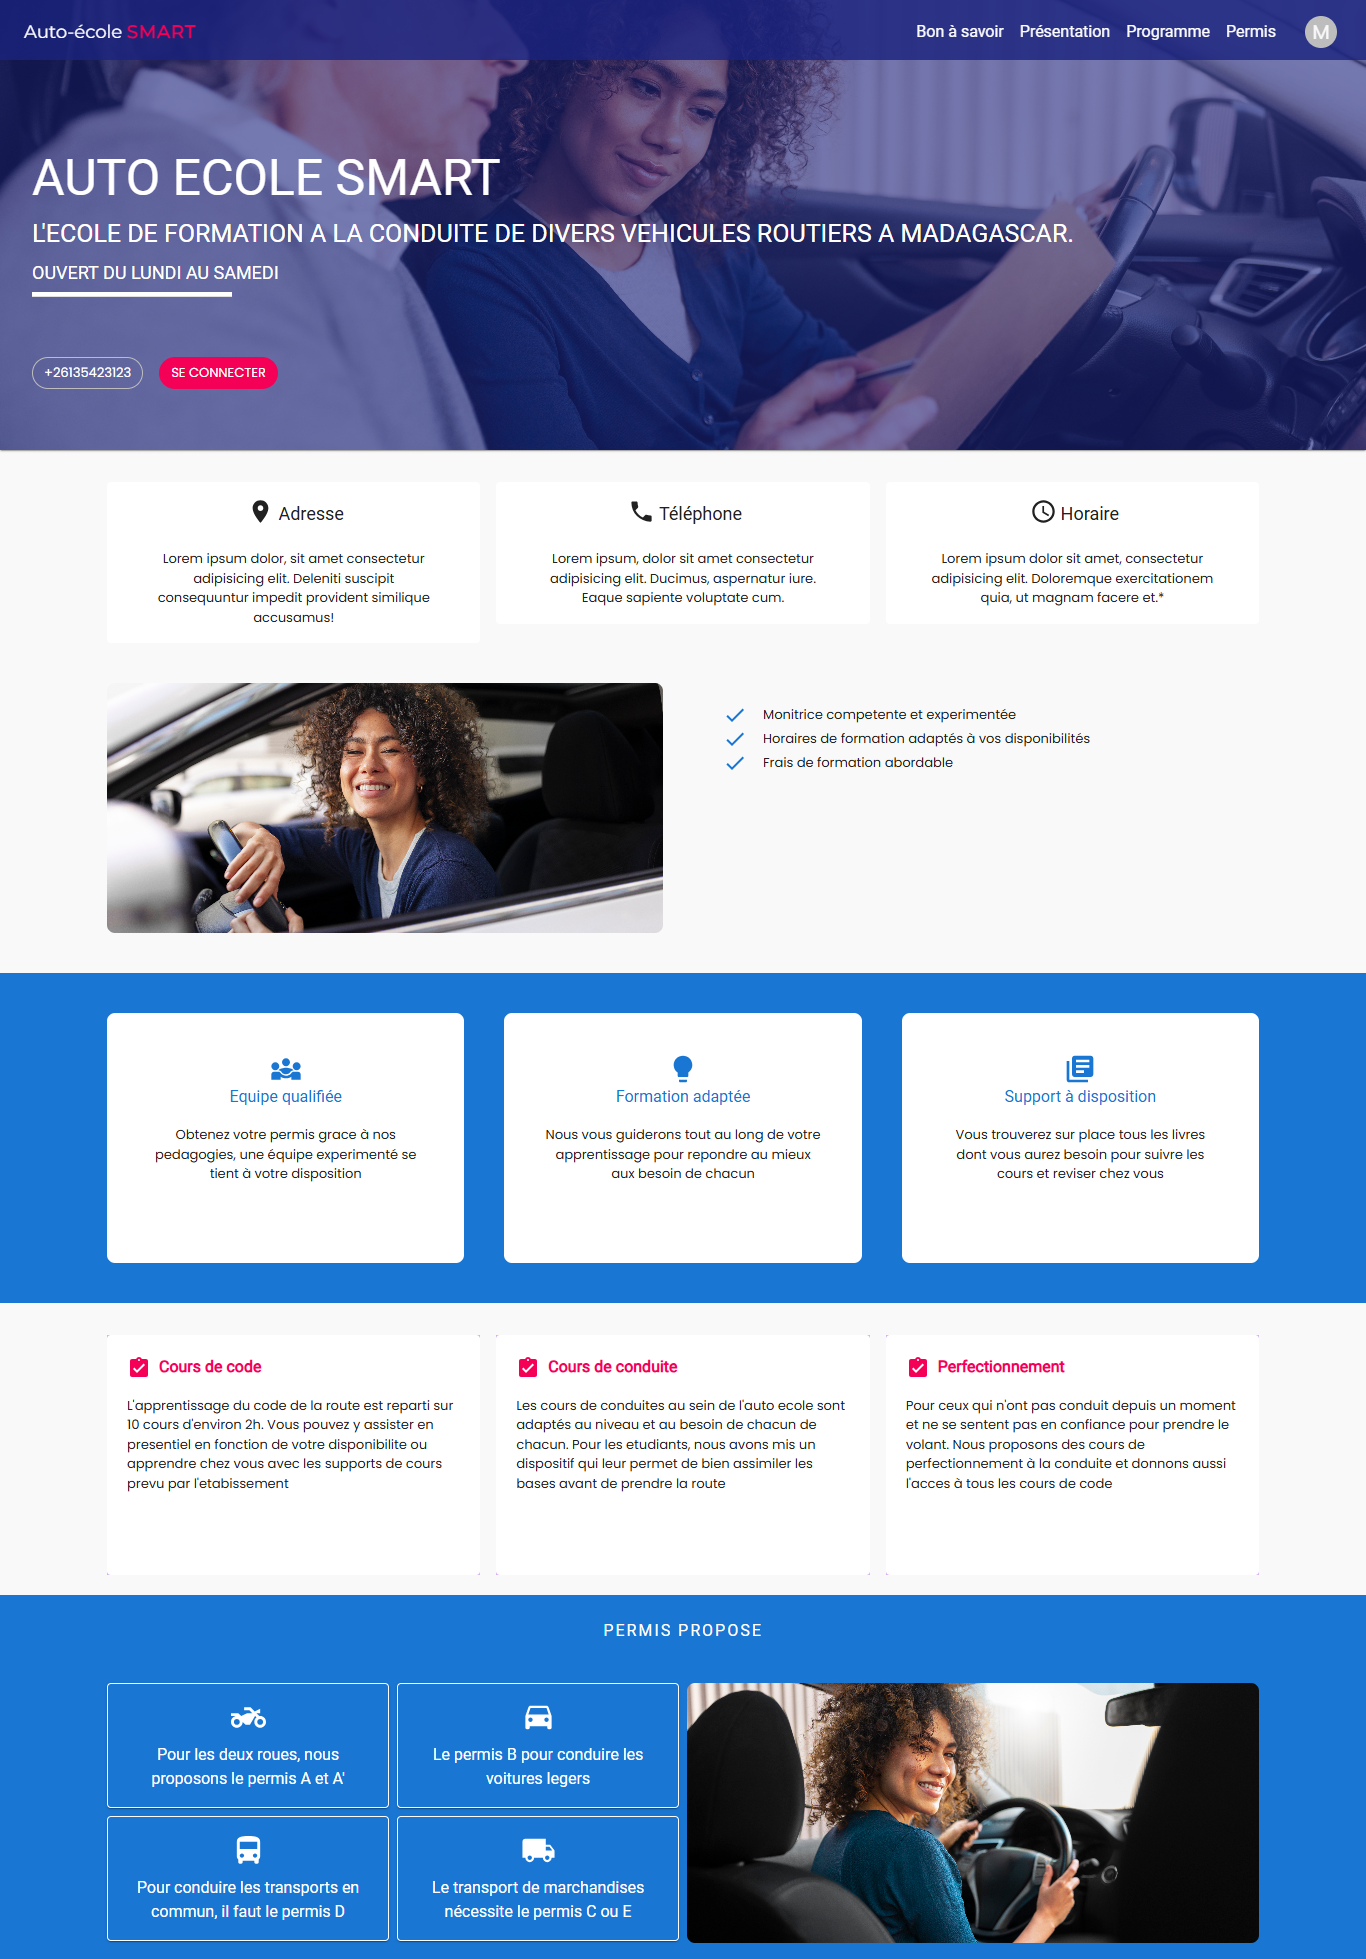 Auto-école SMART
Bon à savoir Présentation Programme Permis M
AUTO ECOLE SMART
L'ECOLE DE FORMATION A LA CONDUITE DE DIVERS VEHICULES ROUTIERS A MADAGASCAR.
OUVERT DU LUNDI AU SAMEDI
+26135423123 SE CONNECTER
Adresse
Lorem ipsum dolor, sit amet consectetur
adipisicing elit. Deleniti suscipit
consequuntur impedit provident similique
accusamus!
Téléphone
Lorem ipsum, dolor sit amet consectetur
adipisicing elit. Ducimus, aspernatur iure.
Eaque sapiente voluptate cum.
Horaire
Lorem ipsum dolor sit amet, consectetur
adipisicing elit. Doloremque exercitationem
quia, ut magnam facere et.*
Monitrice competente et experimentée
Horaires de formation adaptés à vos disponibilités
Frais de formation abordable
Equipe qualifiée
Obtenez votre permis grace à nos
pedagogies, une équipe experimenté se
tient à votre disposition
Formation adaptée
Nous vous guiderons tout au long de votre
apprentissage pour repondre au mieux
aux besoin de chacun
Support à disposition
Vous trouverez sur place tous les livres
dont vous aurez besoin pour suivre les
cours et reviser chez vous
Cours de code
L'apprentissage du code de la route est reparti sur
10 cours d'environ 2h. Vous pouvez y assister en
presentiel en fonction de votre disponibilite ou
apprendre chez vous avec les supports de cours
prevu par l'etabissement
Cours de conduite
Les cours de conduites au sein de l'auto ecole sont
adaptés au niveau et au besoin de chacun de
chacun. Pour les etudiants, nous avons mis un
dispositif qui leur permet de bien assimiler les
bases avant de prendre la route
Perfectionnement
Pour ceux qui n'ont pas conduit depuis un moment
et ne se sentent pas en confiance pour prendre le
volant. Nous proposons des cours de
perfectionnement à la conduite et donnons aussi
l'acces à tous les cours de code
PERMIS PROPOSE
Pour les deux roues, nous
proposons le permis A et A'
Le permis B pour conduire les
voitures legers
Pour conduire les transports en
commun, il faut le permis D
Le transport de marchandises
nécessite le permis C ou E